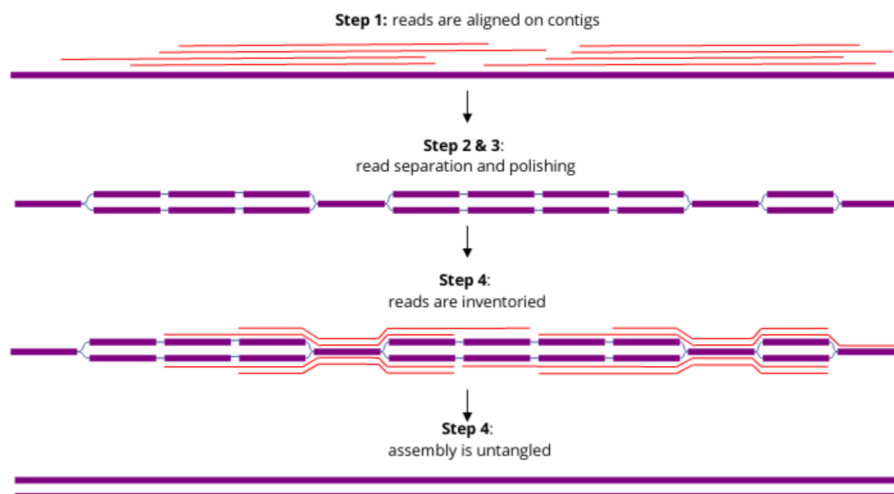 Step 1: reads are aligned on contigs
Step 2 & 3:
read separation and polishing
Step 4:
reads are inventoried
Step 4:
assembly is untangled